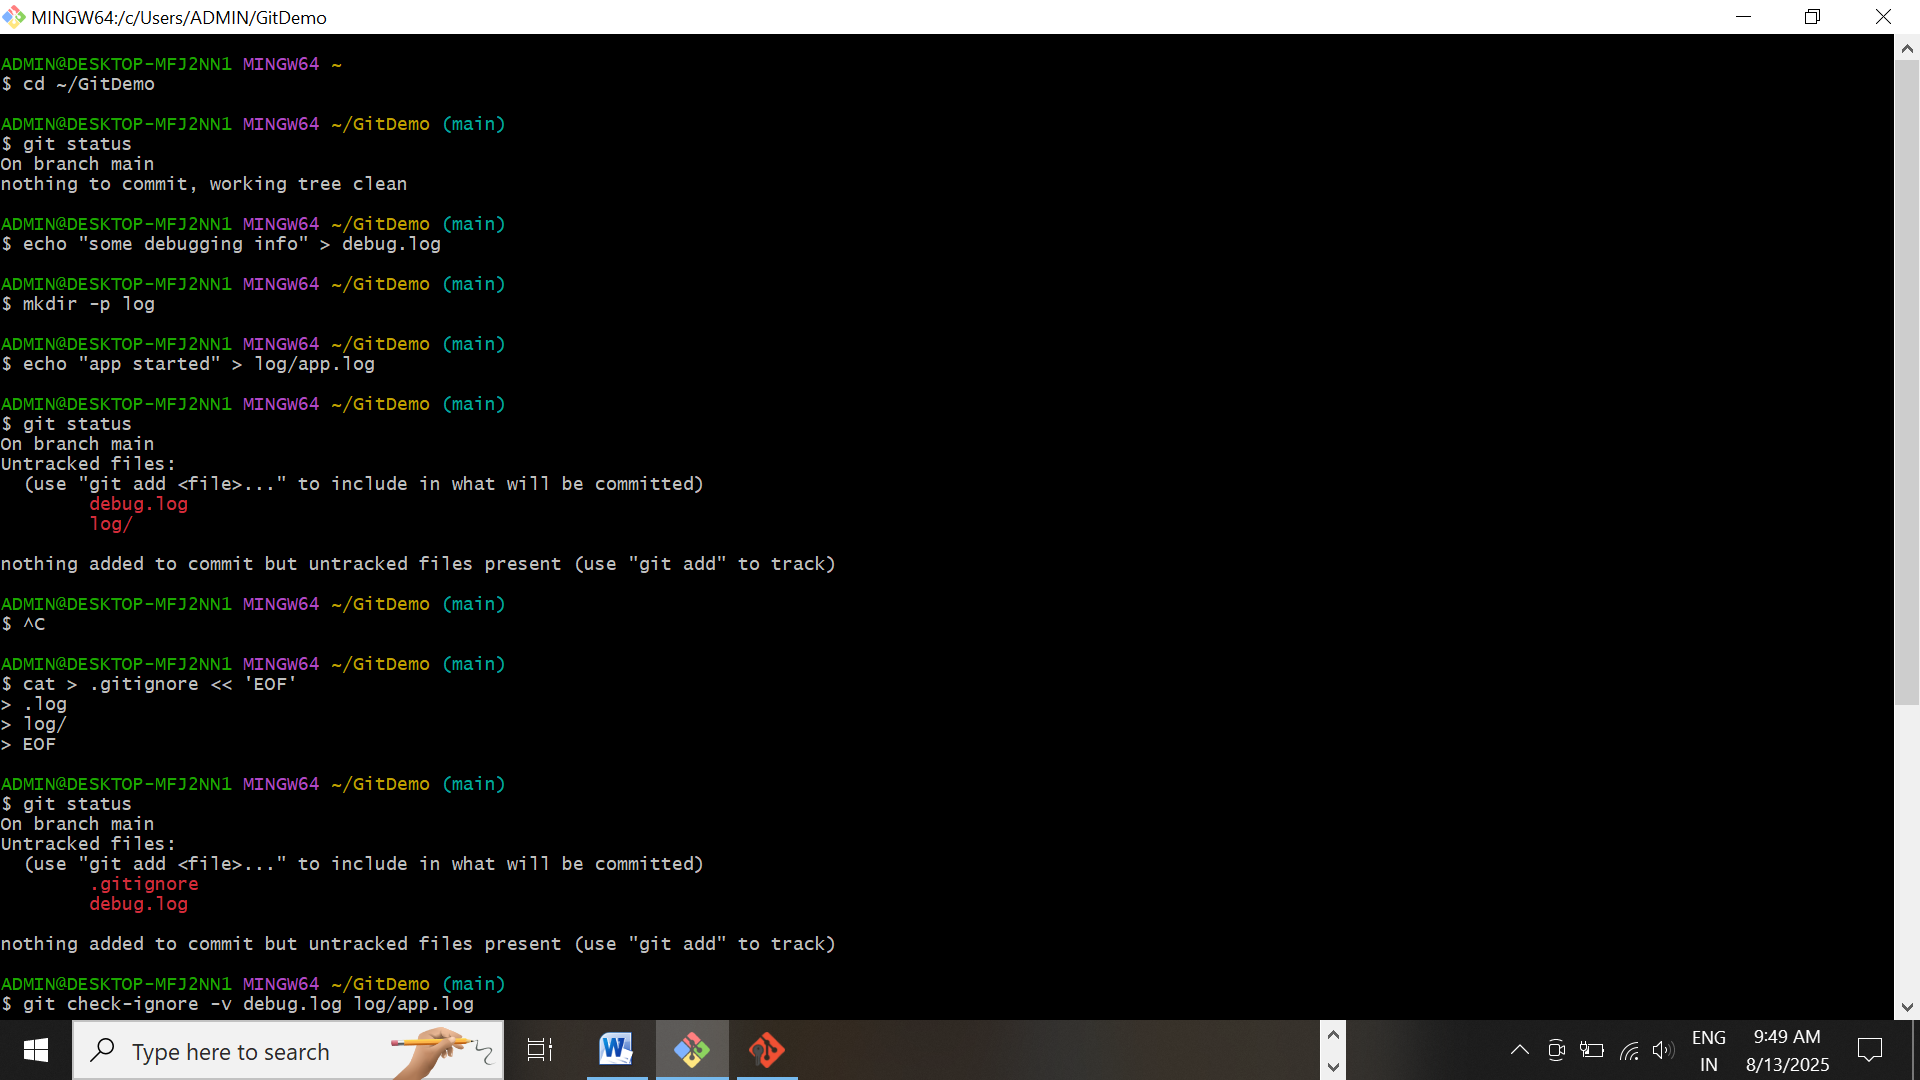 MINGW64:/c/Users/ADMIN/GitDemo
ADMIN@DESKTOP-MFJ2NN1 MINGW64 ~
$ cd ~/GitDemo
ADMIN@DESKTOP-MFJ2NN1 MINGW64 ~/GitDemo (main)
$ git status
On branch main
nothing to commit, working tree clean
ADMIN@DESKTOP-MFJ2NN1 MINGW64 ~/GitDemo (main)
$ echo "some debugging info" > debug.log
ADMIN@DESKTOP-MFJ2NN1 MINGW64 ~/GitDemo (main)
$ mkdir -p log
ADMIN@DESKTOP-MFJ2NN1 MINGW64 ~/GitDemo (main)
$ echo "app started" > log/app.log
ADMIN@DESKTOP-MFJ2NN1 MINGW64 ~/GitDemo (main)
$ git status
On branch main
Untracked files:
  (use "git add <file>..." to include in what will be committed)
        debug.log
        log/
nothing added to commit but untracked files present (use "git add" to track)
ADMIN@DESKTOP-MFJ2NN1 MINGW64 ~/GitDemo (main)
$ ^C
ADMIN@DESKTOP-MFJ2NN1 MINGW64 ~/GitDemo (main)
$ cat > .gitignore << 'EOF'
> .log
> log/
> EOF
ADMIN@DESKTOP-MFJ2NN1 MINGW64 ~/GitDemo (main)
$ git status
On branch main
Untracked files:
  (use "git add <file>..." to include in what will be committed)
        .gitignore
        debug.log
nothing added to commit but untracked files present (use "git add" to track)
ADMIN@DESKTOP-MFJ2NN1 MINGW64 ~/GitDemo (main)
$ git check-ignore -v debug.log log/app.log
Type here to search
W
ENG
IN
9:49 AM
8/13/2025